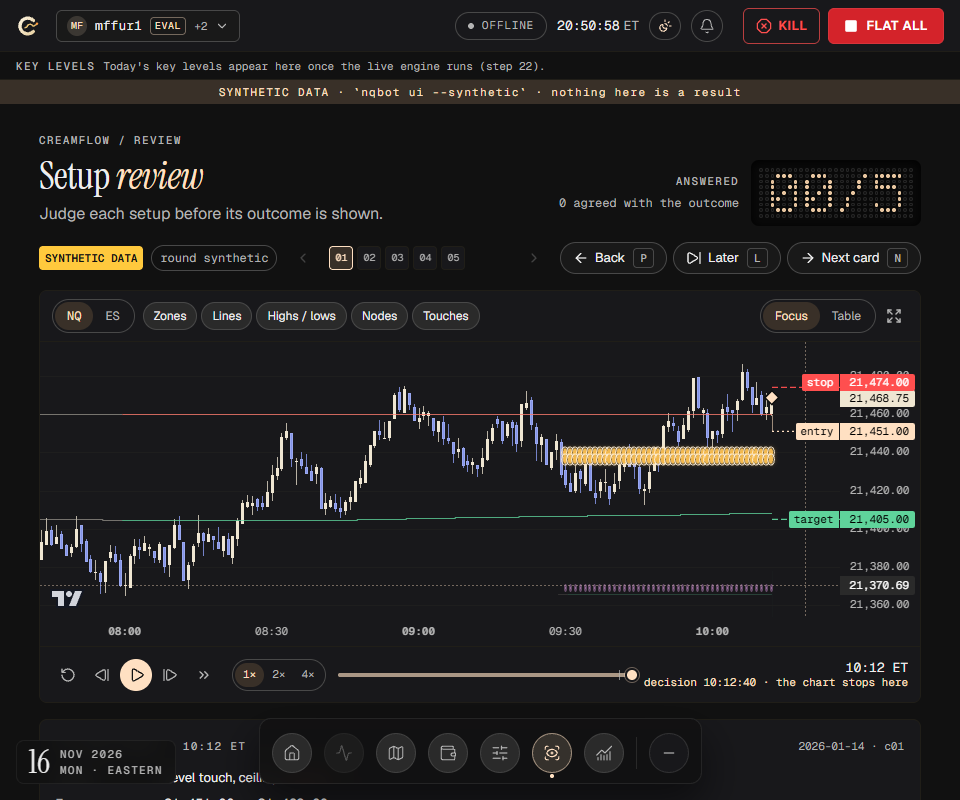 MF mffur1 EVAL +2
OFFLINE
20:50:58 ET
KILL
FLAT ALL
KEY LEVELS Today's key levels appear here once the live engine runs (step 22).
SYNTHETIC DATA · `nqbot ui --synthetic` · nothing here is a result
CREAMFLOW / REVIEW
Setup review
Judge each setup before its outcome is shown.
ANSWERED
0 agreed with the outcome
00/5
SYNTHETIC DATA
round synthetic
01 02 03 04 05
Back P
Later L
Next card N
NQ ES
Zones
Lines
Highs / lows
Nodes
Touches
Focus Table
stop 21,474.00
21,468.75
21,460.00
entry 21,451.00
21,440.00
21,420.00
target 21,405.00
21,380.00
21,370.69
21,360.00
08:00 08:30 09:00 09:30 10:00
1× 2× 4×
10:12 ET
decision 10:12:40 · the chart stops here
10:12 ET
2026-01-14 · c01
16 NOV 2026
MON · EASTERN